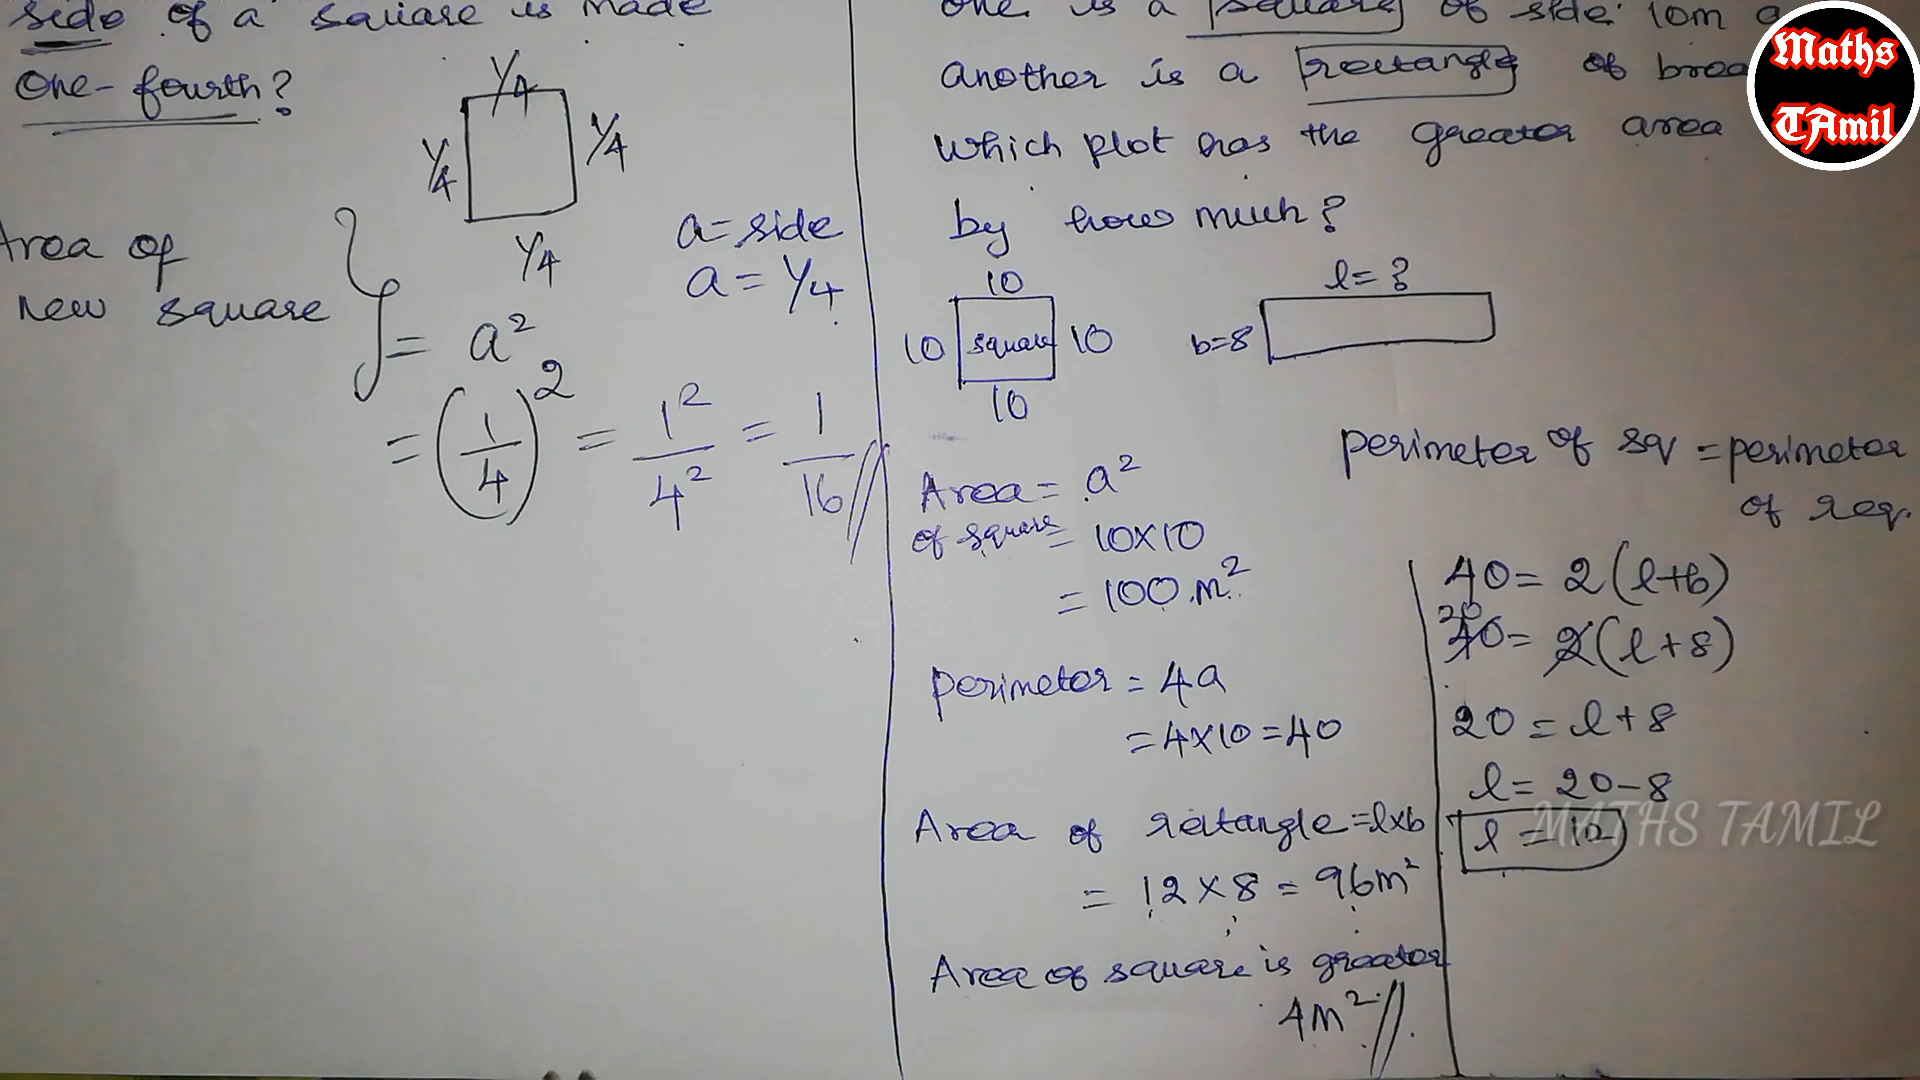 side of a square is made
one-fourth?
1/4
1/4
1/4
1/4
a = side
a = 1/4
Area of
new square
= a²
= (1/4)² = 1²/4² = 1/16 //
one is a square of side 10m
another is a rectangle of
which plot has the greater area
by how much?
10
10 square 10
10
l = ?
b=8
Area = a²
of square = 10×10
= 100 m²
perimeter = 4a
= 4×10 = 40
Area of rectangle = l×b
= 12 × 8 = 96m²
Area of square is greater
4m² //
perimeter of sq = perimeter
of req.
40 = 2(l+b)
20
40 = 2(l+8)
20 = l+8
l = 20-8
l = 12
Maths
TAmil
MATHS TAMIL